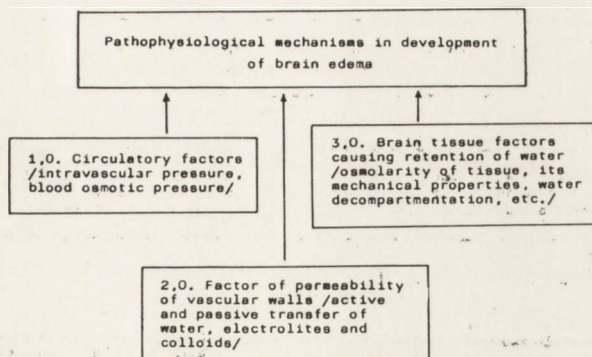 Pathophysiological mechanisms in development
of brain edema
1,0. Circulatory factors
/intravascular pressure,
blood osmotic pressure/
3,0. Brain tissue factors
causing retention of water
/osmolarity of tissue, its
mechanical properties, water
decompartmentation, etc./
2,0. Factor of permeability
of vascular walls /active
and passive transfer of
water, electrolites and
colloids/